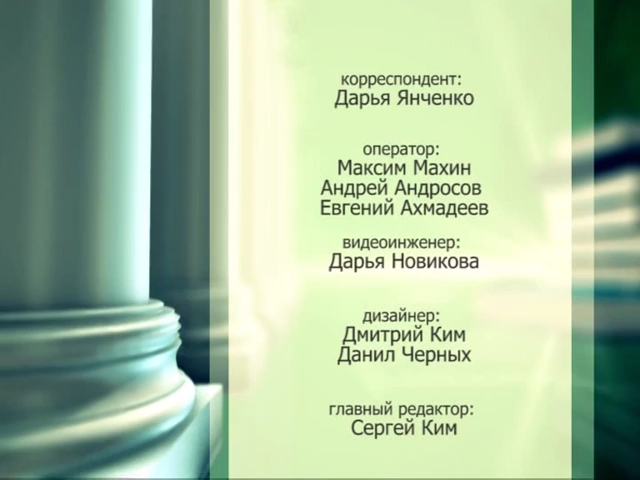 корреспондент:
Дарья Янченко
оператор:
Максим Махин
Андрей Андросов
Евгений Ахмадеев
видеоинженер:
Дарья Новикова
дизайнер:
Дмитрий Ким
Данил Черных
главный редактор:
Сергей Ким